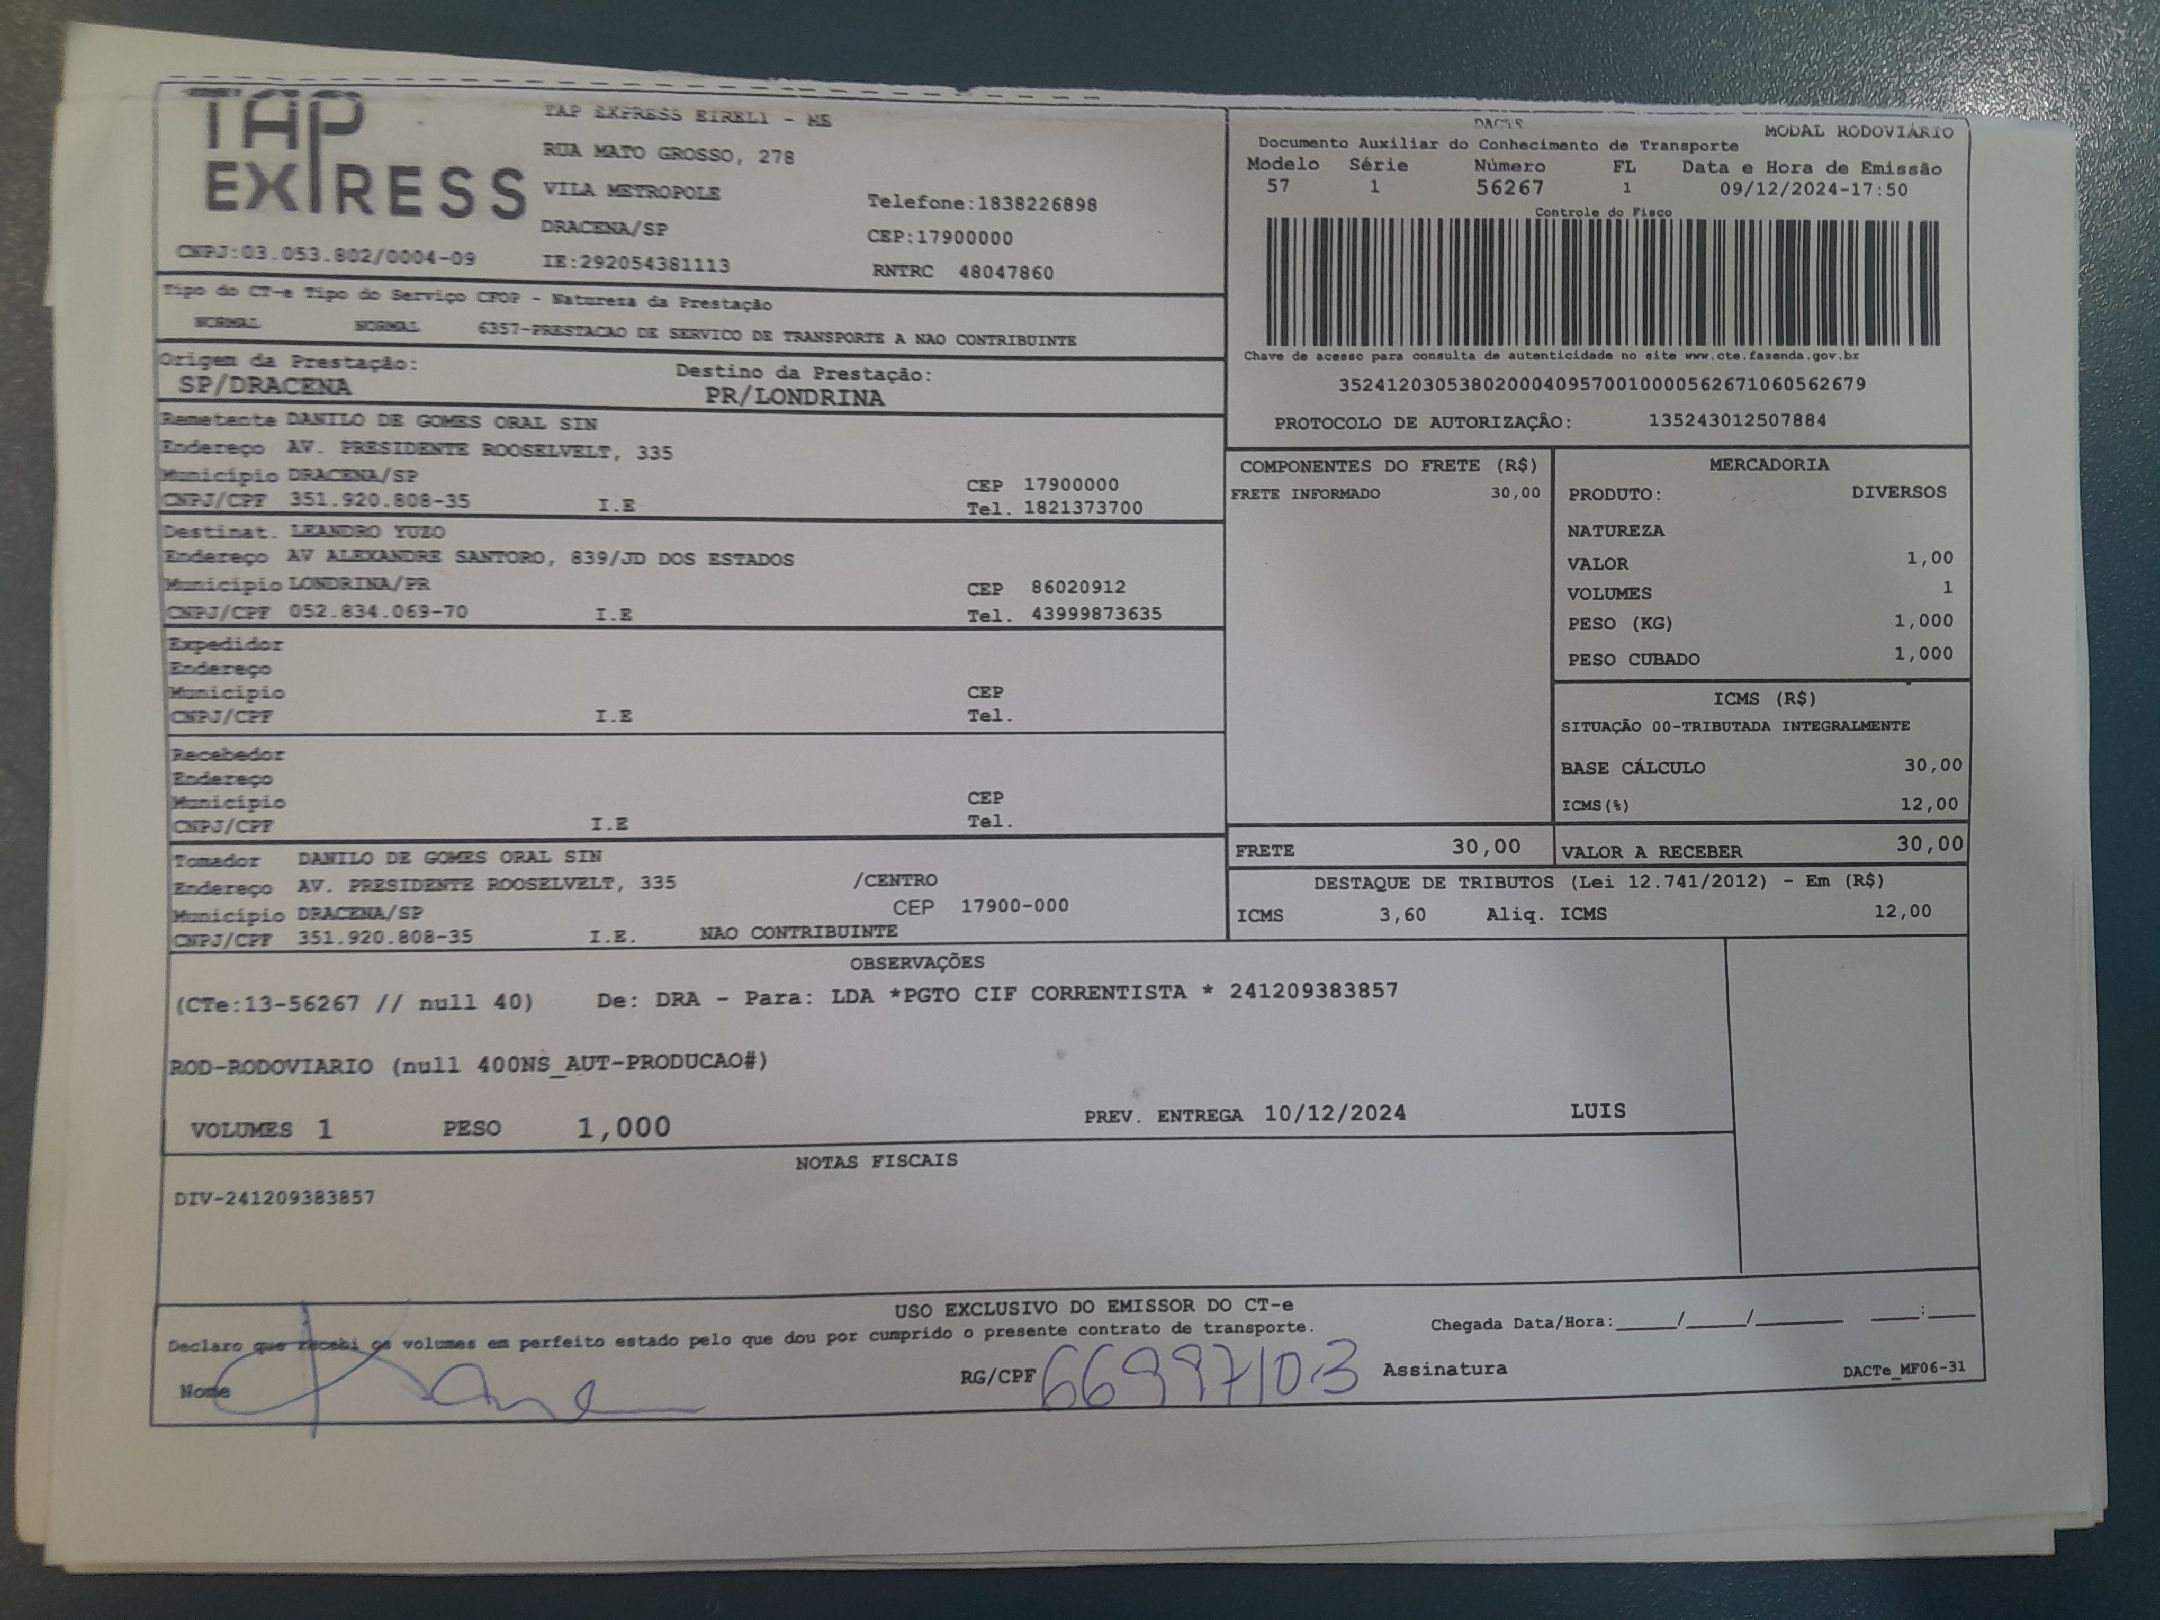 TAP EXPRESS
TAP EXPRESS EIRELI - ME
RUA MATO GROSSO, 278
VILA METROPOLE
Telefone:1838226898
DRACENA/SP
CEP:17900000
CNPJ:03.053.802/0004-09
IE:292054381113
RNTRC 48047860
DACTE
MODAL RODOVIÁRIO
Documento Auxiliar do Conhecimento de Transporte
Modelo Série Número FL Data e Hora de Emissão
57 1 56267 1 09/12/2024-17:50
Controle do Fisco
Chave de acesso para consulta de autenticidade no site www.cte.fazenda.gov.br
35241203053802000409570010000562671060562679
PROTOCOLO DE AUTORIZAÇÂO: 135243012507884
Tipo do CT-e Tipo do Serviço CFOP - Natureza da Prestação
NORMAL NORMAL 6357-PRESTACAO DE SERVICO DE TRANSPORTE A NAO CONTRIBUINTE
Origem da Prestação: Destino da Prestação:
SP/DRACENA PR/LONDRINA
Remetente DANILO DE GOMES ORAL SIN
Endereço AV. PRESIDENTE ROOSELVELT, 335
Município DRACENA/SP CEP 17900000
CNPJ/CPF 351.920.808-35 I.E Tel. 1821373700
Destinat. LEANDRO YUZO
Endereço AV ALEXANDRE SANTORO, 839/JD DOS ESTADOS
Município LONDRINA/PR CEP 86020912
CNPJ/CPF 052.834.069-70 I.E Tel. 43999873635
Expedidor
Endereço
Município CEP
CNPJ/CPF I.E Tel.
Recebedor
Endereço
Município CEP
CNPJ/CPF I.E Tel.
Tomador DANILO DE GOMES ORAL SIN
Endereço AV. PRESIDENTE ROOSELVELT, 335 /CENTRO
Município DRACENA/SP CEP 17900-000
CNPJ/CPF 351.920.808-35 I.E. NAO CONTRIBUINTE
COMPONENTES DO FRETE (R$)
FRETE INFORMADO 30,00
MERCADORIA
PRODUTO: DIVERSOS
NATUREZA
VALOR 1,00
VOLUMES 1
PESO (KG) 1,000
PESO CUBADO 1,000
ICMS (R$)
SITUAÇÃO 00-TRIBUTADA INTEGRALMENTE
BASE CÁLCULO 30,00
ICMS(%) 12,00
FRETE 30,00 VALOR A RECEBER 30,00
DESTAQUE DE TRIBUTOS (Lei 12.741/2012) - Em (R$)
ICMS 3,60 Aliq. ICMS 12,00
OBSERVAÇÕES
(CTe:13-56267 // null 40) De: DRA - Para: LDA *PGTO CIF CORRENTISTA * 241209383857
ROD-RODOVIARIO (null 400NS_AUT-PRODUCAO#)
VOLUMES 1 PESO 1,000 PREV. ENTREGA 10/12/2024 LUIS
NOTAS FISCAIS
DIV-241209383857
USO EXCLUSIVO DO EMISSOR DO CT-e
Declaro que recebi os volumes em perfeito estado pelo que dou por cumprido o presente contrato de transporte. Chegada Data/Hora:_____/_____/_______ ____:____
Nome RG/CPF 66997103 Assinatura DACTe_MF06-31